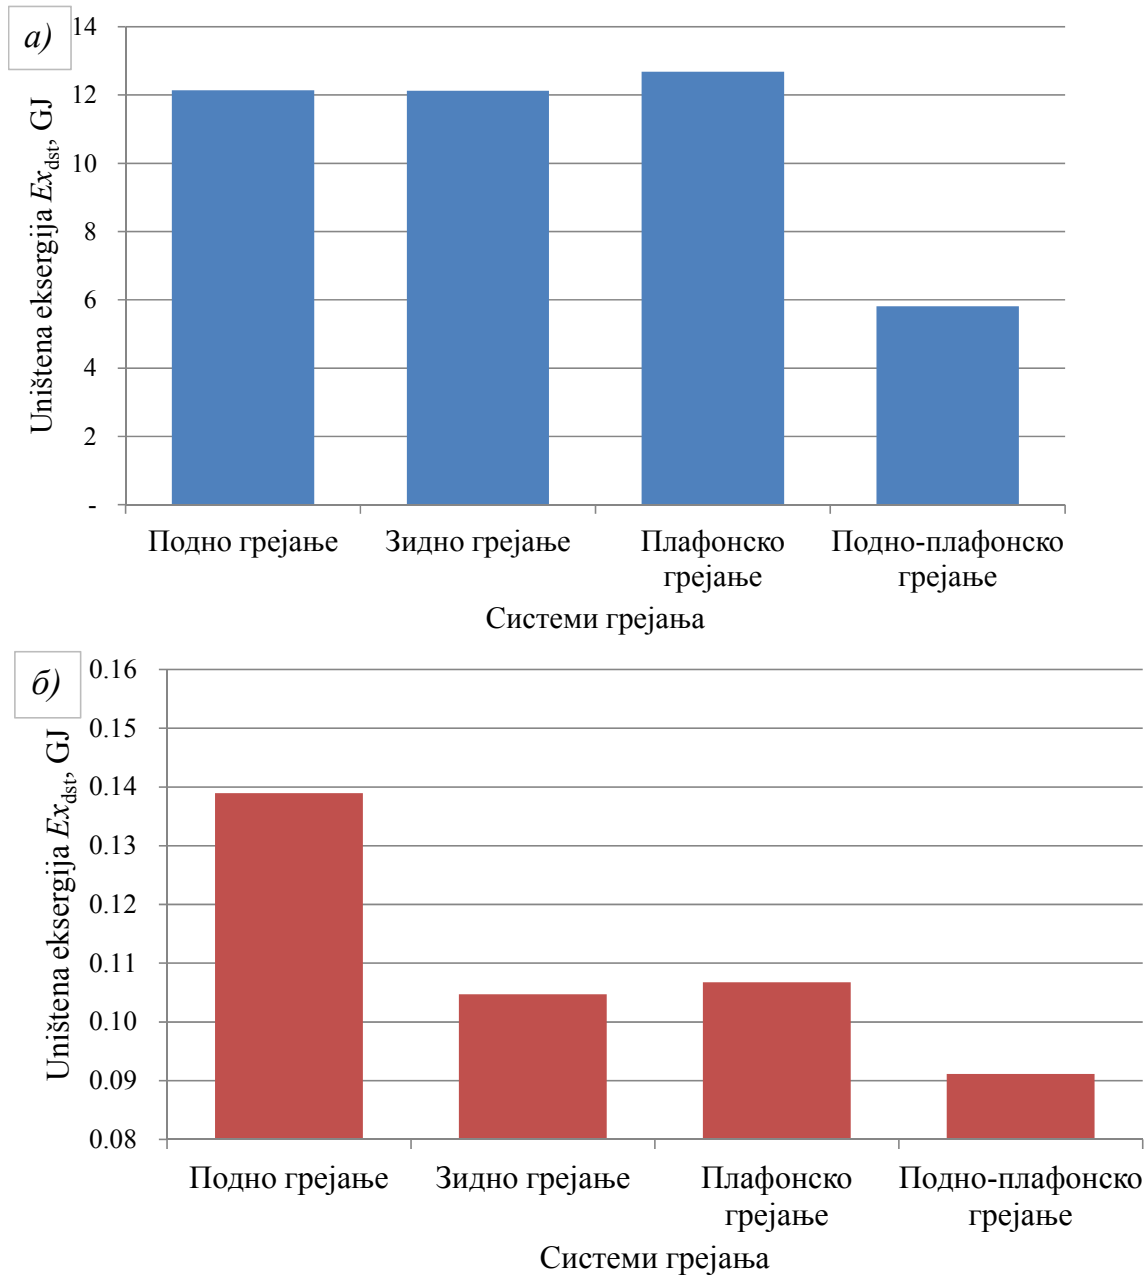 а)
Uništena eksergija Ex_dst, GJ
14
12
10
8
6
4
2
-
Подно грејање
Зидно грејање
Плафонско
грејање
Подно-плафонско
грејање
Системи грејања
б)
Uništena eksergija Ex_dst, GJ
0.16
0.15
0.14
0.13
0.12
0.11
0.10
0.09
0.08
Подно грејање
Зидно грејање
Плафонско
грејање
Подно-плафонско
грејање
Системи грејања